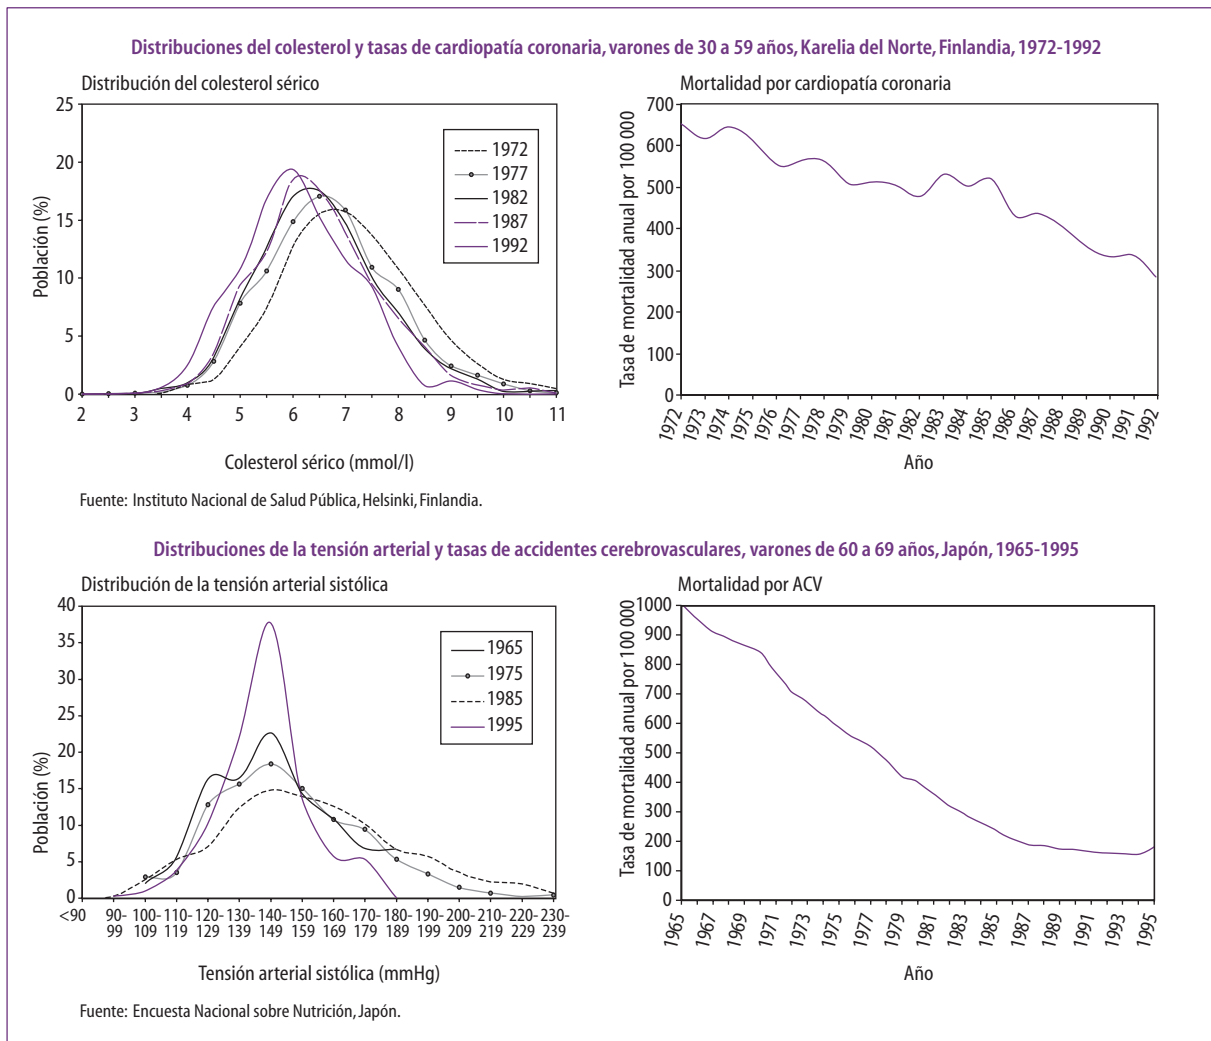 Distribuciones del colesterol y tasas de cardiopatía coronaria, varones de 30 a 59 años, Karelia del Norte, Finlandia, 1972-1992
Distribución del colesterol sérico
25
20
15
10
5
0
Población (%)
1972
1977
1982
1987
1992
2 3 4 5 6 7 8 9 10 11
Colesterol sérico (mmol/l)
Mortalidad por cardiopatía coronaria
700
600
500
400
300
200
100
0
Tasa de mortalidad anual por 100 000
1972 1973 1974 1975 1976 1977 1978 1979 1980 1981 1982 1983 1984 1985 1986 1987 1988 1989 1990 1991 1992
Año
Fuente: Instituto Nacional de Salud Pública, Helsinki, Finlandia.
Distribuciones de la tensión arterial y tasas de accidentes cerebrovasculares, varones de 60 a 69 años, Japón, 1965-1995
Distribución de la tensión arterial sistólica
40
35
30
25
20
15
10
5
0
Población (%)
1965
1975
1985
1995
<90 90- 100- 110- 120- 130- 140- 150- 160- 170- 180- 190- 200- 210- 220- 230-
99 109 119 129 139 149 159 169 179 189 199 209 219 229 239
Tensión arterial sistólica (mmHg)
Mortalidad por ACV
1000
900
800
700
600
500
400
300
200
100
0
Tasa de mortalidad anual por 100 000
1965 1967 1969 1971 1973 1975 1977 1979 1981 1983 1985 1987 1989 1991 1993 1995
Año
Fuente: Encuesta Nacional sobre Nutrición, Japón.